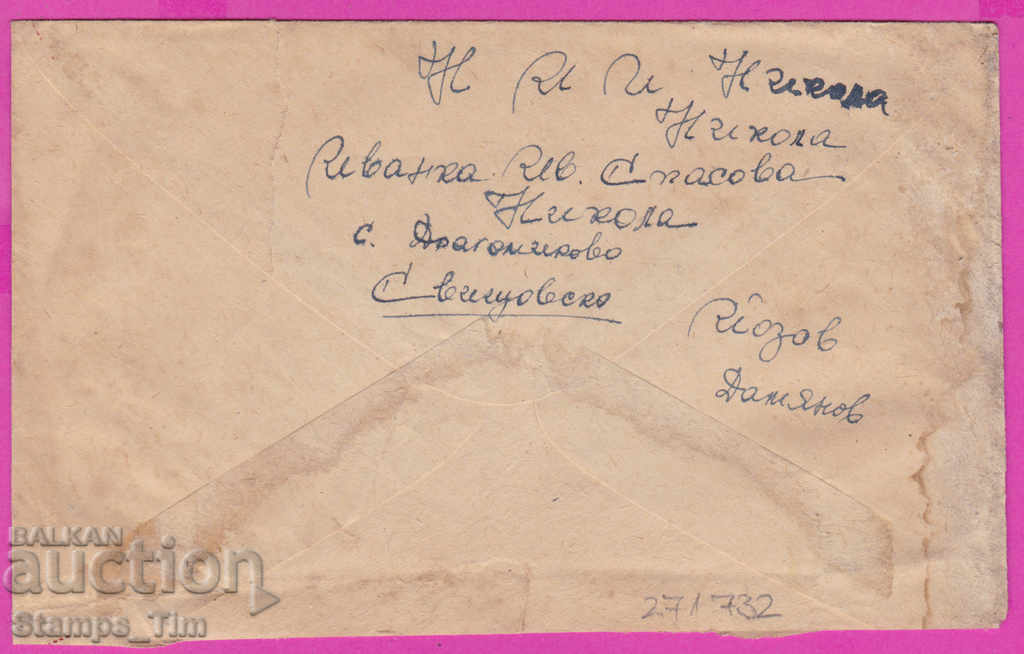 Н И и Никола
Никола
Иванка Ив. Спасова
Никола
с. Драгомирово
Свищовско
Йозов
Дамянов
271732
BALKAN
auction
Stamps_Tim